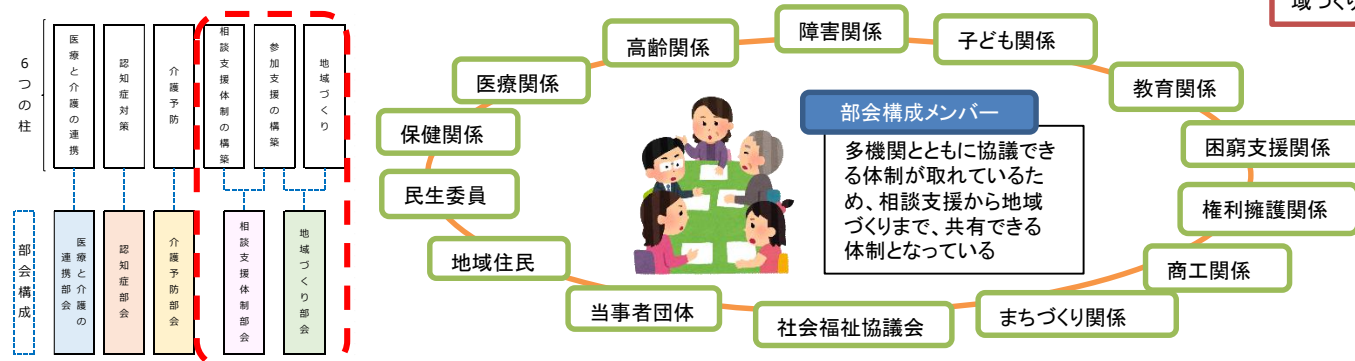 6つの柱
医療と介護の連携
認知症対策
介護予防
相談支援体制の構築
参加支援の構築
地域づくり
部会構成
医療と介護の
連携部会
認知症部会
介護予防部会
相談支援体制部会
地域づくり部会
域づくり
高齢関係
障害関係
子ども関係
医療関係
教育関係
保健関係
困窮支援関係
民生委員
権利擁護関係
地域住民
商工関係
当事者団体
社会福祉協議会
まちづくり関係
部会構成メンバー
多機関とともに協議でき
る体制が取れているた
め、相談支援から地域
づくりまで、共有できる
体制となっている